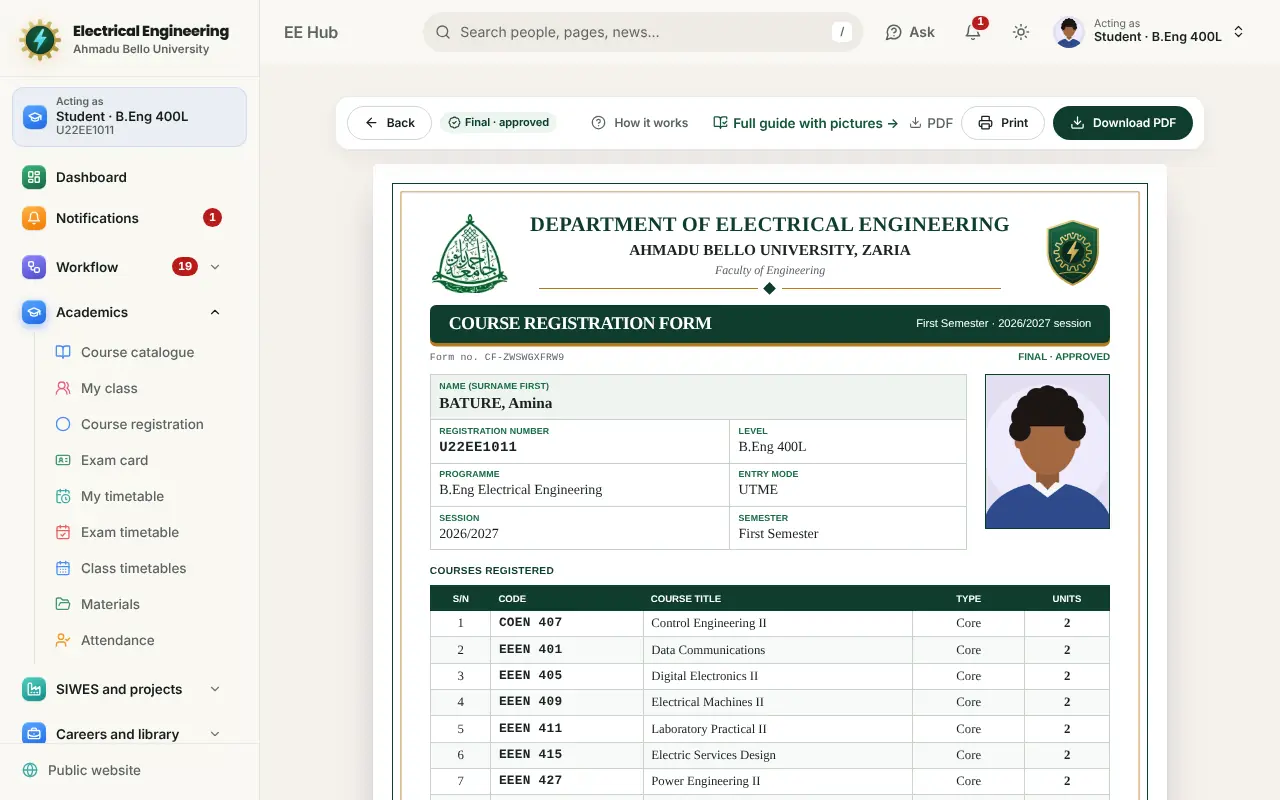 Electrical Engineering
Ahmadu Bello University
EE Hub
Search people, pages, news...
/
Ask
1
Acting as
Student · B.Eng 400L
Acting as
Student · B.Eng 400L
U22EE1011
Dashboard
Notifications
1
Workflow
19
Academics
Course catalogue
My class
Course registration
Exam card
My timetable
Exam timetable
Class timetables
Materials
Attendance
SIWES and projects
Careers and library
Public website
Back
Final · approved
How it works
Full guide with pictures →
PDF
Print
Download PDF
DEPARTMENT OF ELECTRICAL ENGINEERING
AHMADU BELLO UNIVERSITY, ZARIA
Faculty of Engineering
COURSE REGISTRATION FORM
First Semester · 2026/2027 session
Form no. CF-ZWSWGXFRW9
FINAL · APPROVED
NAME (SURNAME FIRST)
BATURE, Amina
REGISTRATION NUMBER
U22EE1011
LEVEL
B.Eng 400L
PROGRAMME
B.Eng Electrical Engineering
ENTRY MODE
UTME
SESSION
2026/2027
SEMESTER
First Semester
COURSES REGISTERED
S/N CODE COURSE TITLE TYPE UNITS
1 COEN 407 Control Engineering II Core 2
2 EEEN 401 Data Communications Core 2
3 EEEN 405 Digital Electronics II Core 2
4 EEEN 409 Electrical Machines II Core 2
5 EEEN 411 Laboratory Practical II Core 2
6 EEEN 415 Electric Services Design Core 2
7 EEEN 427 Power Engineering II Core 2